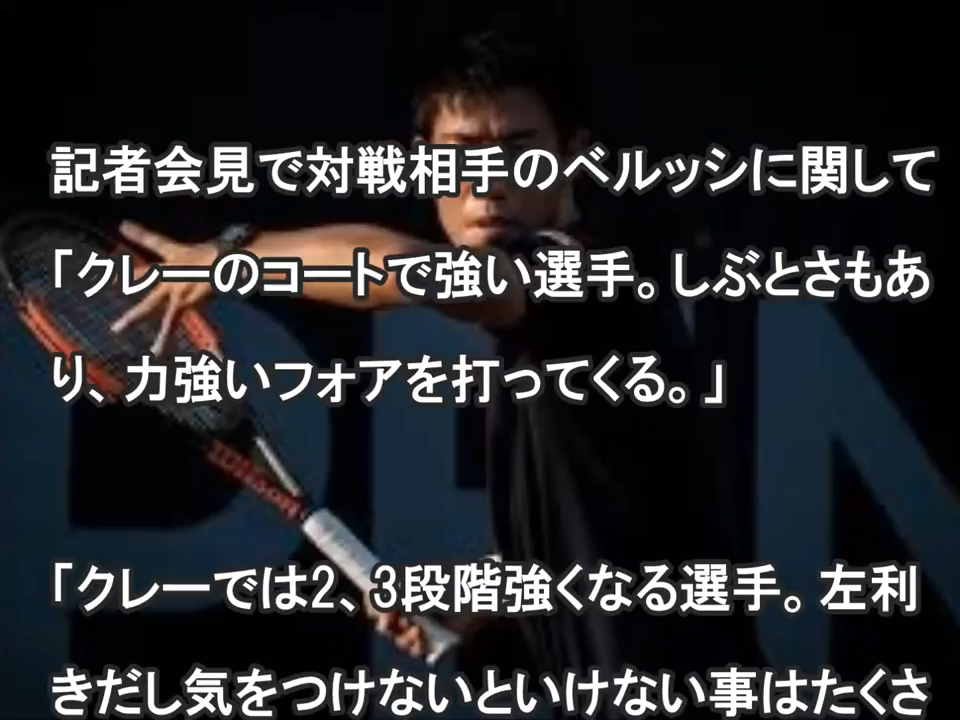 記者会見で対戦相手のベルッシに関して
「クレーのコートで強い選手。しぶとさもあ
り、力強いフォアを打ってくる。」
Wilson
「クレーでは2、3段階強くなる選手。左利
きだし気をつけないといけない事はたくさ